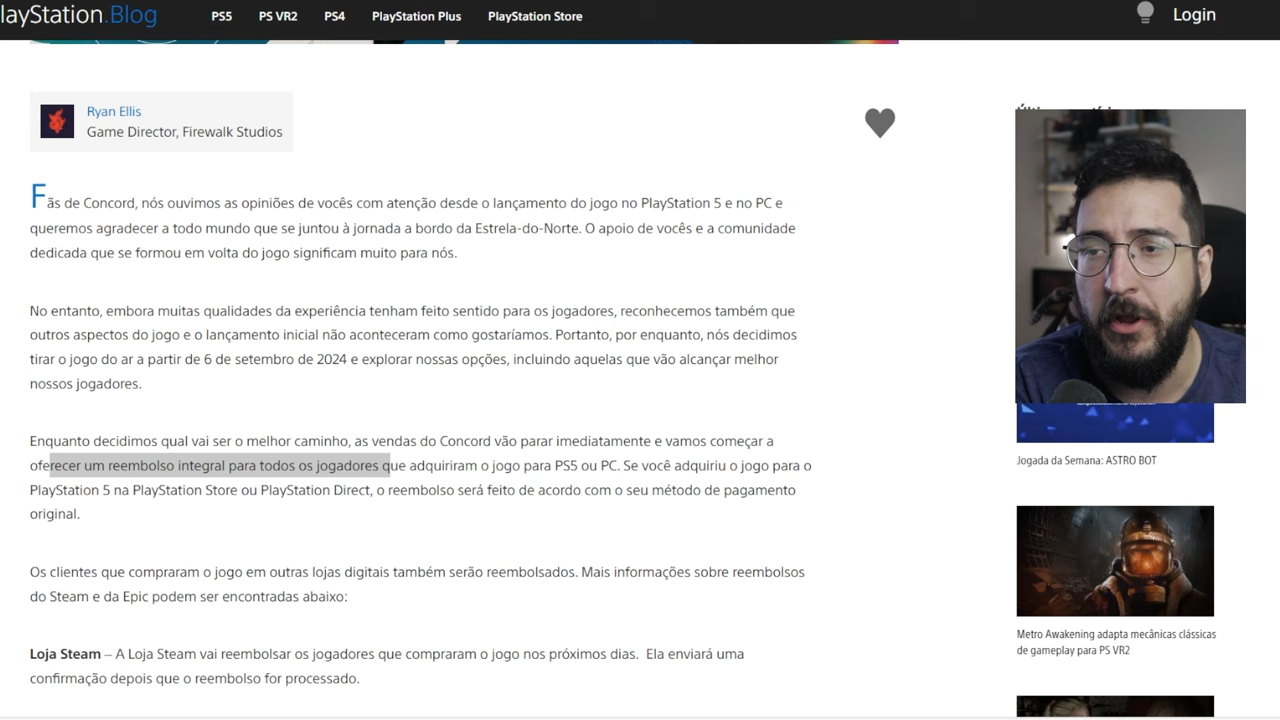 layStation.Blog
PS5
PS VR2
PS4
PlayStation Plus
PlayStation Store
Login
Ryan Ellis
Game Director, Firewalk Studios
Fãs de Concord, nós ouvimos as opiniões de vocês com atenção desde o lançamento do jogo no PlayStation 5 e no PC e
queremos agradecer a todo mundo que se juntou à jornada a bordo da Estrela-do-Norte. O apoio de vocês e a comunidade
dedicada que se formou em volta do jogo significam muito para nós.
No entanto, embora muitas qualidades da experiência tenham feito sentido para os jogadores, reconhecemos também que
outros aspectos do jogo e o lançamento inicial não aconteceram como gostaríamos. Portanto, por enquanto, nós decidimos
tirar o jogo do ar a partir de 6 de setembro de 2024 e explorar nossas opções, incluindo aquelas que vão alcançar melhor
nossos jogadores.
Enquanto decidimos qual vai ser o melhor caminho, as vendas do Concord vão parar imediatamente e vamos começar a
oferecer um reembolso integral para todos os jogadores que adquiriram o jogo para PS5 ou PC. Se você adquiriu o jogo para o
PlayStation 5 na PlayStation Store ou PlayStation Direct, o reembolso será feito de acordo com o seu método de pagamento
original.
Os clientes que compraram o jogo em outras lojas digitais também serão reembolsados. Mais informações sobre reembolsos
do Steam e da Epic podem ser encontradas abaixo:
Loja Steam – A Loja Steam vai reembolsar os jogadores que compraram o jogo nos próximos dias. Ela enviará uma
confirmação depois que o reembolso for processado.
Jogada da Semana: ASTRO BOT
Metro Awakening adapta mecânicas clássicas
de gameplay para PS VR2